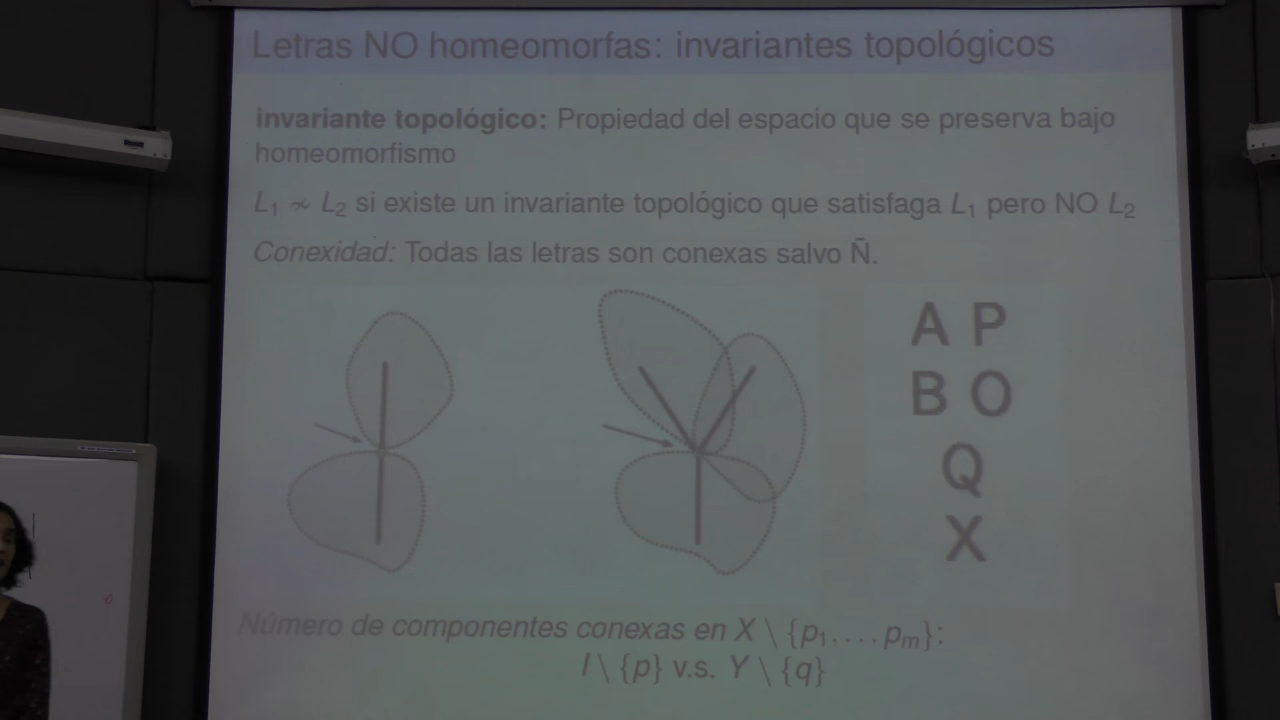 Letras NO homeomorfas: invariantes topológicos
invariante topológico: Propiedad del espacio que se preserva bajo
homeomorfismo
L₁ ≁ L₂ si existe un invariante topológico que satisfaga L₁ pero NO L₂
Conexidad: Todas las letras son conexas salvo Ñ.
A P
B O
Q
X
Número de componentes conexas en X \ {p₁, ... pₘ}:
I \ {p} v.s. Y \ {q}